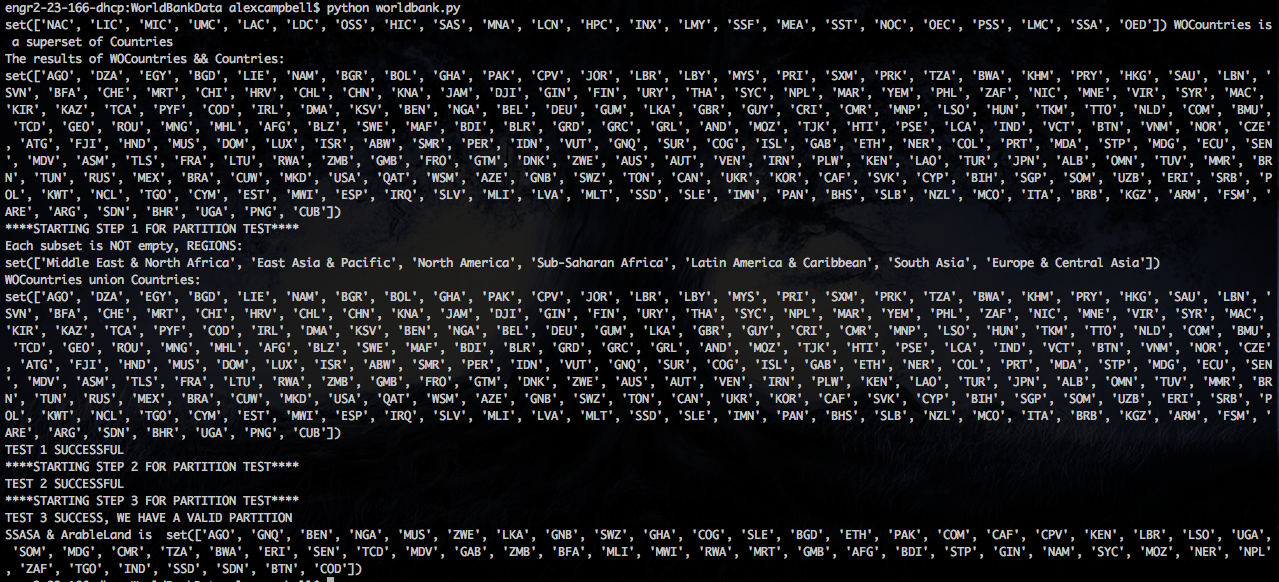 engr2-23-166-dhcp:WorldBankData alexcampbell$ python worldbank.py
set(['NAC', 'LIC', 'MIC', 'UMC', 'LAC', 'LDC', 'OSS', 'HIC', 'SAS', 'MNA', 'LCN', 'HPC', 'INX', 'LMY', 'SSF', 'MEA', 'SST', 'NOC', 'OEC', 'PSS', 'LMC', 'SSA', 'OED']) WOCountries is
 a superset of Countries
The results of WOCountries && Countries:
set(['AGO', 'DZA', 'EGY', 'BGD', 'LIE', 'NAM', 'BGR', 'BOL', 'GHA', 'PAK', 'CPV', 'JOR', 'LBR', 'LBY', 'MYS', 'PRI', 'SXM', 'PRK', 'TZA', 'BWA', 'KHM', 'PRY', 'HKG', 'SAU', 'LBN', '
SVN', 'BFA', 'CHE', 'MRT', 'CHI', 'HRV', 'CHL', 'CHN', 'KNA', 'JAM', 'DJI', 'GIN', 'FIN', 'URY', 'THA', 'SYC', 'NPL', 'MAR', 'YEM', 'PHL', 'ZAF', 'NIC', 'MNE', 'VIR', 'SYR', 'MAC',
 'KIR', 'KAZ', 'TCA', 'PYF', 'COD', 'IRL', 'DMA', 'KSV', 'BEN', 'NGA', 'BEL', 'DEU', 'GUM', 'LKA', 'GBR', 'GUY', 'CRI', 'CMR', 'MNP', 'LSO', 'HUN', 'TKM', 'TTO', 'NLD', 'COM', 'BMU',
 'TCD', 'GEO', 'ROU', 'MNG', 'MHL', 'AFG', 'BLZ', 'SWE', 'MAF', 'BDI', 'BLR', 'GRD', 'GRC', 'GRL', 'AND', 'MOZ', 'TJK', 'HTI', 'PSE', 'LCA', 'IND', 'VCT', 'BTN', 'VNM', 'NOR', 'CZE'
, 'ATG', 'FJI', 'HND', 'MUS', 'DOM', 'LUX', 'ISR', 'ABW', 'SMR', 'PER', 'IDN', 'VUT', 'GNQ', 'SUR', 'COG', 'ISL', 'GAB', 'ETH', 'NER', 'COL', 'PRT', 'MDA', 'STP', 'MDG', 'ECU', 'SEN
', 'MDV', 'ASM', 'TLS', 'FRA', 'LTU', 'RWA', 'ZMB', 'GMB', 'FRO', 'GTM', 'DNK', 'ZWE', 'AUS', 'AUT', 'VEN', 'IRN', 'PLW', 'KEN', 'LAO', 'TUR', 'JPN', 'ALB', 'OMN', 'TUV', 'MMR', 'BR
N', 'TUN', 'RUS', 'MEX', 'BRA', 'CUW', 'MKD', 'USA', 'QAT', 'WSM', 'AZE', 'GNB', 'SWZ', 'TON', 'CAN', 'UKR', 'KOR', 'CAF', 'SVK', 'CYP', 'BIH', 'SGP', 'SOM', 'UZB', 'ERI', 'SRB', 'P
OL', 'KWT', 'NCL', 'TGO', 'CYM', 'EST', 'MWI', 'ESP', 'IRQ', 'SLV', 'MLI', 'LVA', 'MLT', 'SSD', 'SLE', 'IMN', 'PAN', 'BHS', 'SLB', 'NZL', 'MCO', 'ITA', 'BRB', 'KGZ', 'ARM', 'FSM', '
ARE', 'ARG', 'SDN', 'BHR', 'UGA', 'PNG', 'CUB'])
****STARTING STEP 1 FOR PARTITION TEST****
Each subset is NOT empty, REGIONS:
set(['Middle East & North Africa', 'East Asia & Pacific', 'North America', 'Sub-Saharan Africa', 'Latin America & Caribbean', 'South Asia', 'Europe & Central Asia'])
WOCountries union Countries:
set(['AGO', 'DZA', 'EGY', 'BGD', 'LIE', 'NAM', 'BGR', 'BOL', 'GHA', 'PAK', 'CPV', 'JOR', 'LBR', 'LBY', 'MYS', 'PRI', 'SXM', 'PRK', 'TZA', 'BWA', 'KHM', 'PRY', 'HKG', 'SAU', 'LBN', '
SVN', 'BFA', 'CHE', 'MRT', 'CHI', 'HRV', 'CHL', 'CHN', 'KNA', 'JAM', 'DJI', 'GIN', 'FIN', 'URY', 'THA', 'SYC', 'NPL', 'MAR', 'YEM', 'PHL', 'ZAF', 'NIC', 'MNE', 'VIR', 'SYR', 'MAC',
 'KIR', 'KAZ', 'TCA', 'PYF', 'COD', 'IRL', 'DMA', 'KSV', 'BEN', 'NGA', 'BEL', 'DEU', 'GUM', 'LKA', 'GBR', 'GUY', 'CRI', 'CMR', 'MNP', 'LSO', 'HUN', 'TKM', 'TTO', 'NLD', 'COM', 'BMU',
 'TCD', 'GEO', 'ROU', 'MNG', 'MHL', 'AFG', 'BLZ', 'SWE', 'MAF', 'BDI', 'BLR', 'GRD', 'GRC', 'GRL', 'AND', 'MOZ', 'TJK', 'HTI', 'PSE', 'LCA', 'IND', 'VCT', 'BTN', 'VNM', 'NOR', 'CZE'
, 'ATG', 'FJI', 'HND', 'MUS', 'DOM', 'LUX', 'ISR', 'ABW', 'SMR', 'PER', 'IDN', 'VUT', 'GNQ', 'SUR', 'COG', 'ISL', 'GAB', 'ETH', 'NER', 'COL', 'PRT', 'MDA', 'STP', 'MDG', 'ECU', 'SEN
', 'MDV', 'ASM', 'TLS', 'FRA', 'LTU', 'RWA', 'ZMB', 'GMB', 'FRO', 'GTM', 'DNK', 'ZWE', 'AUS', 'AUT', 'VEN', 'IRN', 'PLW', 'KEN', 'LAO', 'TUR', 'JPN', 'ALB', 'OMN', 'TUV', 'MMR', 'BR
N', 'TUN', 'RUS', 'MEX', 'BRA', 'CUW', 'MKD', 'USA', 'QAT', 'WSM', 'AZE', 'GNB', 'SWZ', 'TON', 'CAN', 'UKR', 'KOR', 'CAF', 'SVK', 'CYP', 'BIH', 'SGP', 'SOM', 'UZB', 'ERI', 'SRB', 'P
OL', 'KWT', 'NCL', 'TGO', 'CYM', 'EST', 'MWI', 'ESP', 'IRQ', 'SLV', 'MLI', 'LVA', 'MLT', 'SSD', 'SLE', 'IMN', 'PAN', 'BHS', 'SLB', 'NZL', 'MCO', 'ITA', 'BRB', 'KGZ', 'ARM', 'FSM', '
ARE', 'ARG', 'SDN', 'BHR', 'UGA', 'PNG', 'CUB'])
TEST 1 SUCCESSFUL
****STARTING STEP 2 FOR PARTITION TEST****
TEST 2 SUCCESSFUL
****STARTING STEP 3 FOR PARTITION TEST****
TEST 3 SUCCESS, WE HAVE A VALID PARTITION
SSASA & ArableLand is  set(['AGO', 'GNQ', 'BEN', 'NGA', 'MUS', 'ZWE', 'LKA', 'GNB', 'SWZ', 'GHA', 'COG', 'SLE', 'BGD', 'ETH', 'PAK', 'COM', 'CAF', 'CPV', 'KEN', 'LBR', 'LSO', 'UGA',
 'SOM', 'MDG', 'CMR', 'TZA', 'BWA', 'ERI', 'SEN', 'TCD', 'MDV', 'GAB', 'ZMB', 'BFA', 'MLI', 'MWI', 'RWA', 'MRT', 'GMB', 'AFG', 'BDI', 'STP', 'GIN', 'NAM', 'SYC', 'MOZ', 'NER', 'NPL'
, 'ZAF', 'TGO', 'IND', 'SSD', 'SDN', 'BTN', 'COD'])